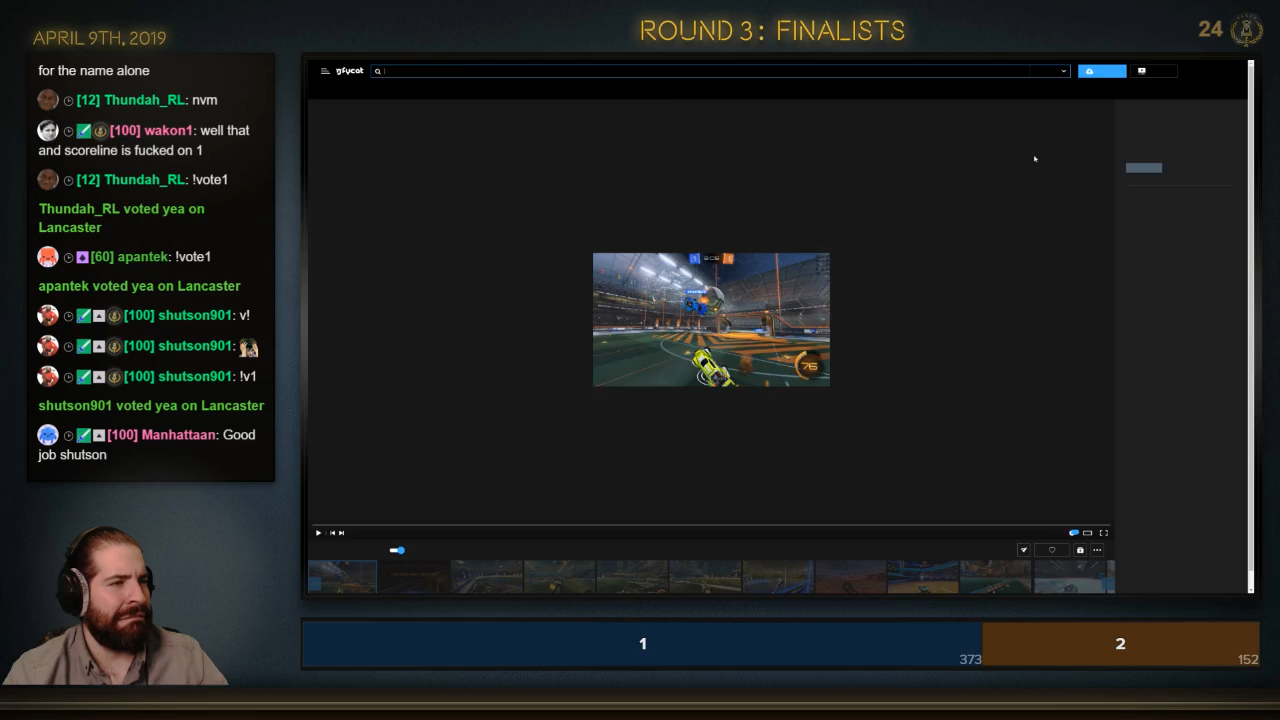 APRIL 9TH, 2019
ROUND 3: FINALISTS
24
for the name alone
[12] Thundah_RL: nvm
[100] wakon1: well that
and scoreline is fucked on 1
[12] Thundah_RL: !vote1
Thundah_RL voted yea on
Lancaster
[60] apantek: !vote1
apantek voted yea on Lancaster
[100] shutson901: v!
[100] shutson901:
[100] shutson901: !v1
shutson901 voted yea on Lancaster
[100] Manhattaan: Good
job shutson
gfycat
76
1
373
2
152